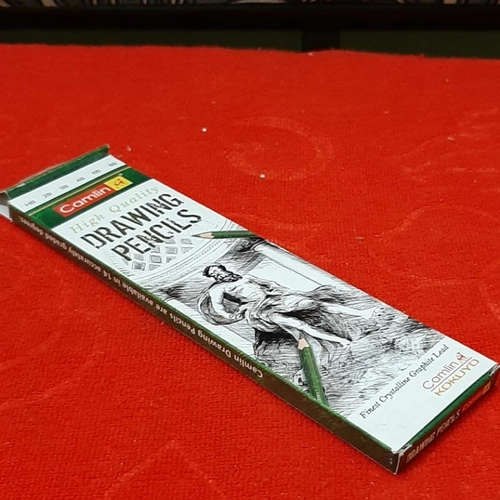 Camlin
High Quality
DRAWING
PENCILS
Finest Crystalline Graphite Lead
Camlin
KOKUYO
Camlin Drawing Pencils are available in 14 accurately graded degrees
DRAWING PENCILS